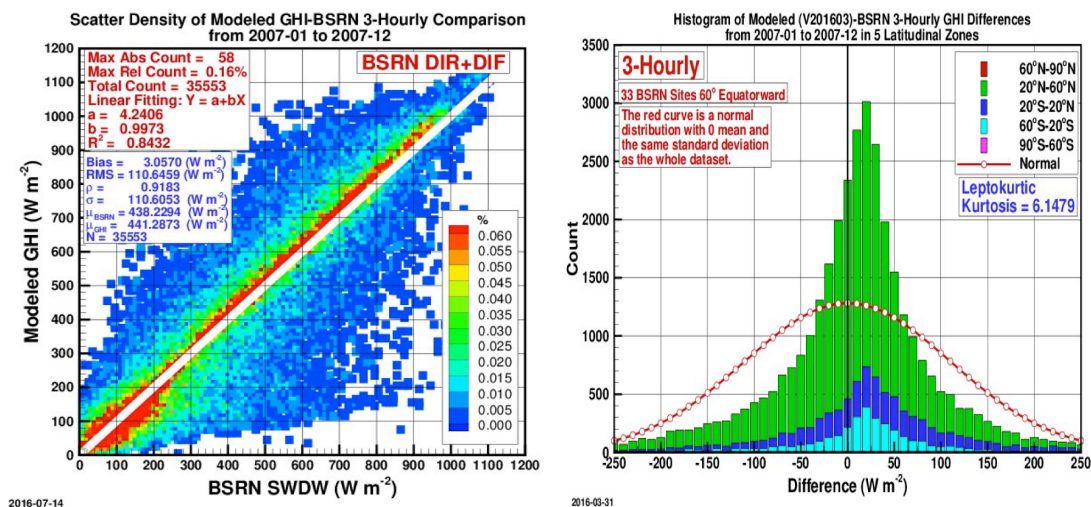 Scatter Density of Modeled GHI-BSRN 3-Hourly Comparison
from 2007-01 to 2007-12
Max Abs Count = 58
Max Rel Count = 0.16%
Total Count = 35553
Linear Fitting: Y = a+bX
a = 4.2406
b = 0.9973
R² = 0.8432
BSRN DIR+DIF
Bias = 3.0570 (W m⁻²)
RMS = 110.6459 (W m⁻²)
ρ = 0.9183
σ = 110.6053 (W m⁻²)
μBSRN = 438.2294 (W m⁻²)
μGHI = 441.2873 (W m⁻²)
N = 35553
1200
1100
1000
900
800
700
600
500
400
300
200
100
0
Modeled GHI (W m⁻²)
%
0.060
0.055
0.050
0.045
0.040
0.035
0.030
0.025
0.020
0.015
0.010
0.005
0.000
0 100 200 300 400 500 600 700 800 900 1000 1100 1200
BSRN SWDW (W m⁻²)
2016-07-14
Histogram of Modeled (V201603)-BSRN 3-Hourly GHI Differences
from 2007-01 to 2007-12 in 5 Latitudinal Zones
3-Hourly
33 BSRN Sites 60° Equatorward
The red curve is a normal
distribution with 0 mean and
the same standard deviation
as the whole dataset.
60°N-90°N
20°N-60°N
20°S-20°N
60°S-20°S
90°S-60°S
Normal
Leptokurtic
Kurtosis = 6.1479
3500
3000
2500
2000
1500
1000
500
0
Count
-250 -200 -150 -100 -50 0 50 100 150 200 250
Difference (W m⁻²)
2016-03-31